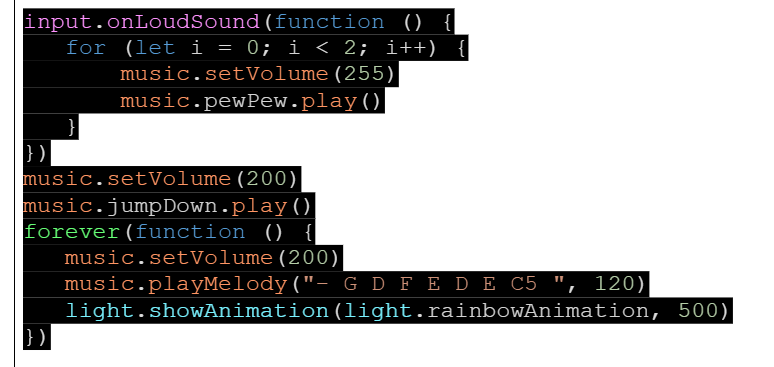 input.onLoudSound(function () {
    for (let i = 0; i < 2; i++) {
        music.setVolume(255)
        music.pewPew.play()
    }
})
music.setVolume(200)
music.jumpDown.play()
forever(function () {
    music.setVolume(200)
    music.playMelody("- G D F E D E C5 ", 120)
    light.showAnimation(light.rainbowAnimation, 500)
})